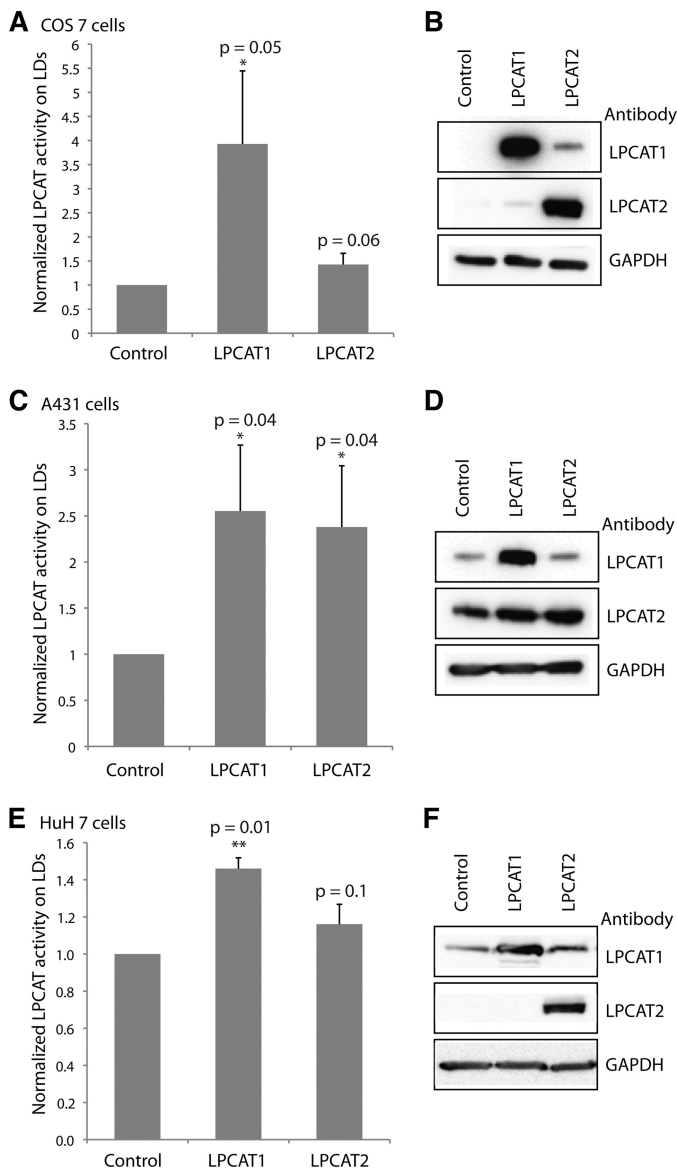 A COS 7 cells
Normalized LPCAT activity on LDs
6
5.5
5
4.5
4
3.5
3
2.5
2
1.5
1
0.5
0
p = 0.05
*
p = 0.06
Control LPCAT1 LPCAT2
B
Control LPCAT1 LPCAT2
Antibody
LPCAT1
LPCAT2
GAPDH
C A431 cells
Normalized LPCAT activity on LDs
3.5
3
2.5
2
1.5
1
0.5
0
p = 0.04
*
p = 0.04
*
Control LPCAT1 LPCAT2
D
Control LPCAT1 LPCAT2
Antibody
LPCAT1
LPCAT2
GAPDH
E HuH 7 cells
Normalized LPCAT activity on LDs
1.6
1.4
1.2
1.0
0.8
0.6
0.4
0.2
0.0
p = 0.01
**
p = 0.1
Control LPCAT1 LPCAT2
F
Control LPCAT1 LPCAT2
Antibody
LPCAT1
LPCAT2
GAPDH